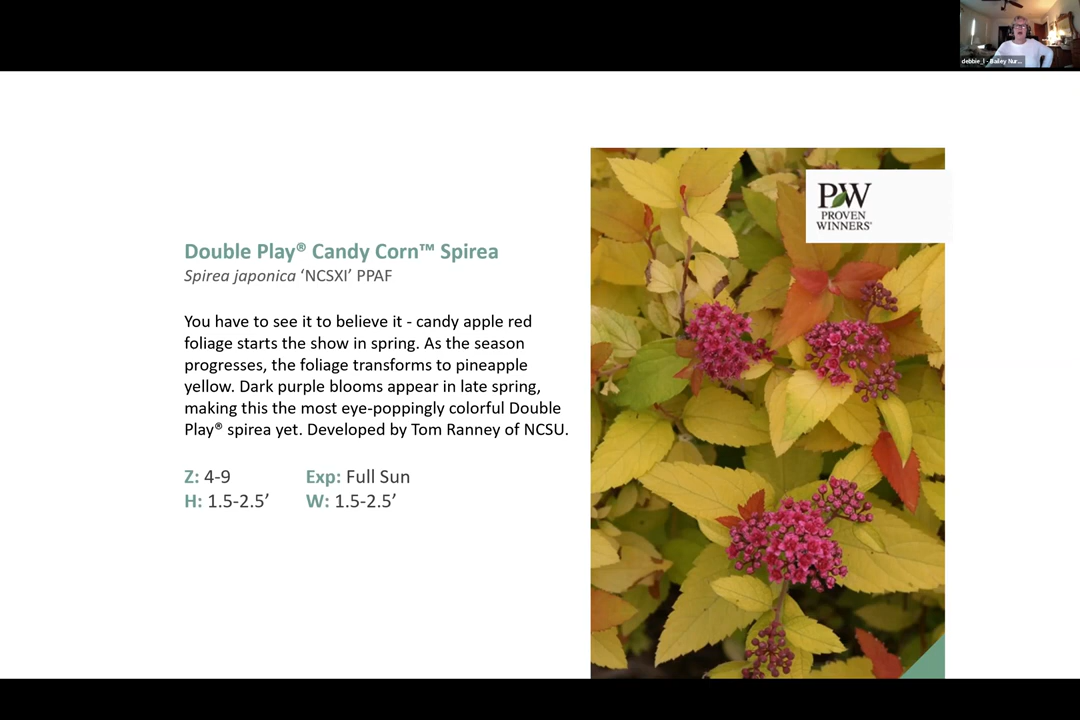 debbie_l - Bailey Nur...
PW
PROVEN
WINNERS®
Double Play® Candy Corn™ Spirea
Spirea japonica ‘NCSXI’ PPAF
You have to see it to believe it - candy apple red
foliage starts the show in spring. As the season
progresses, the foliage transforms to pineapple
yellow. Dark purple blooms appear in late spring,
making this the most eye-poppingly colorful Double
Play® spirea yet. Developed by Tom Ranney of NCSU.
Z: 4-9 Exp: Full Sun
H: 1.5-2.5’ W: 1.5-2.5’